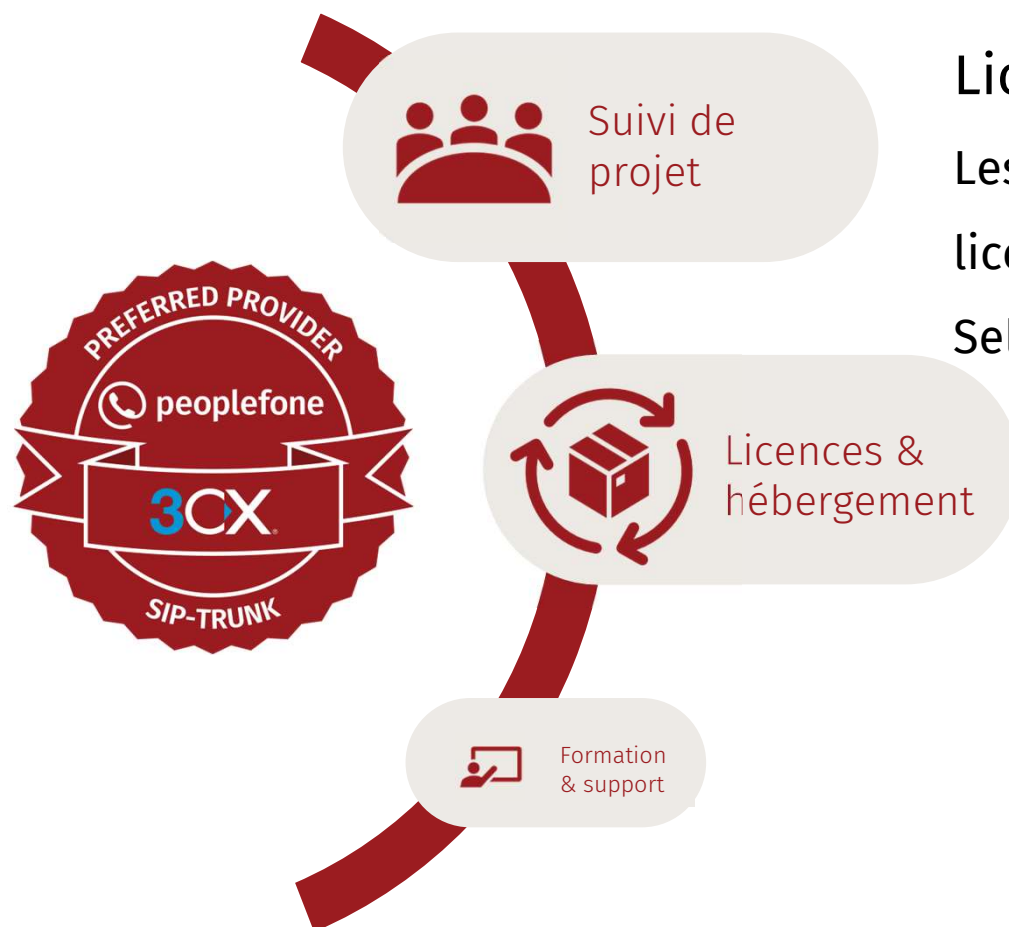 Suivi de
projet
PREFERRED PROVIDER
peoplefone
3CX
SIP-TRUNK
Licences &
hébergement
Formation
& support